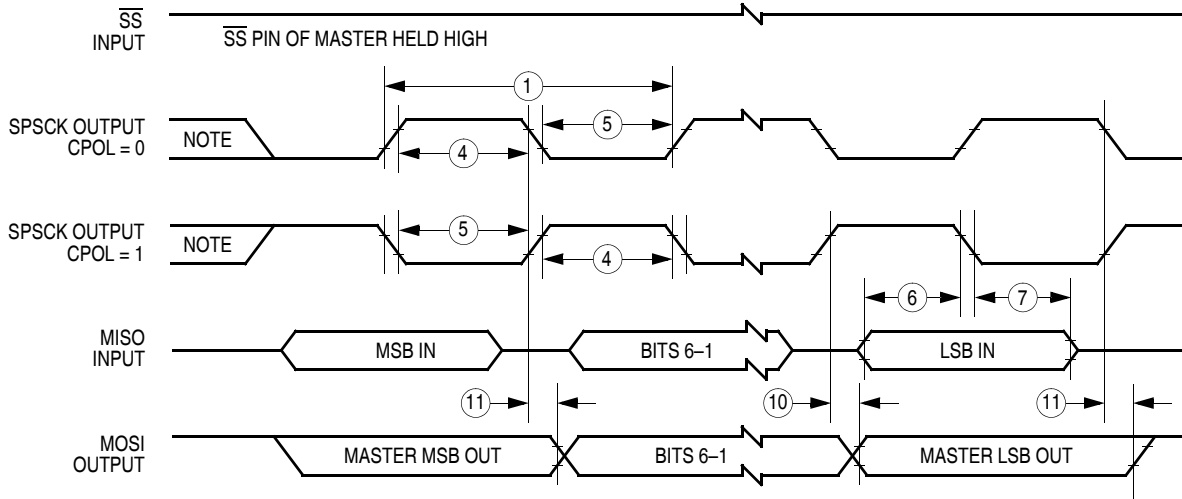 SS
INPUT
SS PIN OF MASTER HELD HIGH
1
SPSCK OUTPUT
CPOL = 0
NOTE
5
4
SPSCK OUTPUT
CPOL = 1
NOTE
5
4
6
7
MISO
INPUT
MSB IN
BITS 6–1
LSB IN
11
10
11
MOSI
OUTPUT
MASTER MSB OUT
BITS 6–1
MASTER LSB OUT